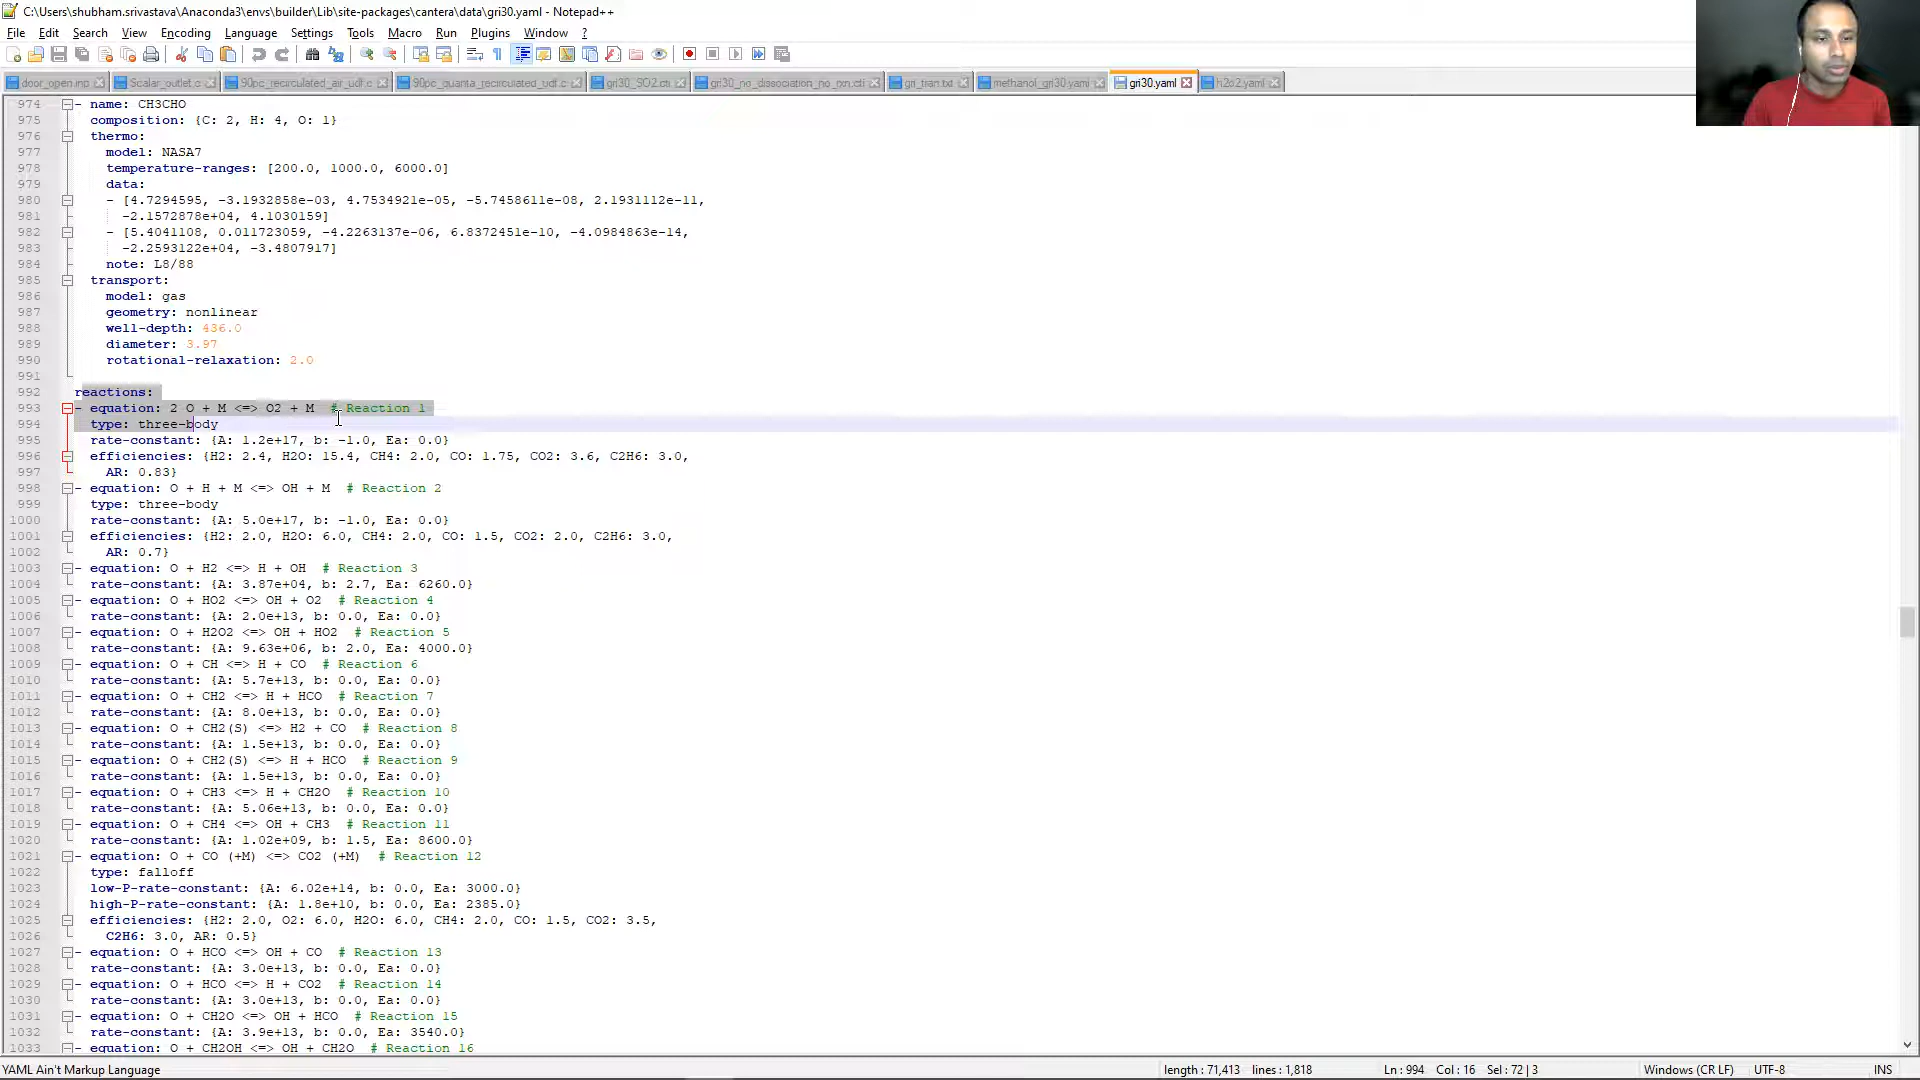 C:\Users\shubham.srivastava\Anaconda3\envs\builder\Lib\site-packages\cantera\data\gri30.yaml - Notepad++
File Edit Search View Encoding Language Settings Tools Macro Run Plugins Window ?
door_open.inp Scalar_outlet.c 90pc_recirculated_air_udf.c 90pc_quanta_recirculated_udf.c gri30_SO2.cti gri30_no_dissociation_no_pm.cti gri_tran.txt methanol_gri30.yaml gri30.yaml h2o2.yaml
974 - name: CH3CHO
975 composition: {C: 2, H: 4, O: 1}
976 thermo:
977 model: NASA7
978 temperature-ranges: [200.0, 1000.0, 6000.0]
979 data:
980 - [4.7294595, -3.1932858e-03, 4.7534921e-05, -5.7458611e-08, 2.1931112e-11,
981 -2.1572878e+04, 4.1030159]
982 - [5.4041108, 0.011723059, -4.2263137e-06, 6.8372451e-10, -4.0984863e-14,
983 -2.2593122e+04, -3.4807917]
984 note: L8/88
985 transport:
986 model: gas
987 geometry: nonlinear
988 well-depth: 436.0
989 diameter: 3.97
990 rotational-relaxation: 2.0
991
992 reactions:
993 - equation: 2 O + M <=> O2 + M # Reaction 1
994 type: three-body
995 rate-constant: {A: 1.2e+17, b: -1.0, Ea: 0.0}
996 efficiencies: {H2: 2.4, H2O: 15.4, CH4: 2.0, CO: 1.75, CO2: 3.6, C2H6: 3.0,
997 AR: 0.83}
998 - equation: O + H + M <=> OH + M # Reaction 2
999 type: three-body
1000 rate-constant: {A: 5.0e+17, b: -1.0, Ea: 0.0}
1001 efficiencies: {H2: 2.0, H2O: 6.0, CH4: 2.0, CO: 1.5, CO2: 2.0, C2H6: 3.0,
1002 AR: 0.7}
1003 - equation: O + H2 <=> H + OH # Reaction 3
1004 rate-constant: {A: 3.87e+04, b: 2.7, Ea: 6260.0}
1005 - equation: O + HO2 <=> OH + O2 # Reaction 4
1006 rate-constant: {A: 2.0e+13, b: 0.0, Ea: 0.0}
1007 - equation: O + H2O2 <=> OH + HO2 # Reaction 5
1008 rate-constant: {A: 9.63e+06, b: 2.0, Ea: 4000.0}
1009 - equation: O + CH <=> H + CO # Reaction 6
1010 rate-constant: {A: 5.7e+13, b: 0.0, Ea: 0.0}
1011 - equation: O + CH2 <=> H + HCO # Reaction 7
1012 rate-constant: {A: 8.0e+13, b: 0.0, Ea: 0.0}
1013 - equation: O + CH2(S) <=> H2 + CO # Reaction 8
1014 rate-constant: {A: 1.5e+13, b: 0.0, Ea: 0.0}
1015 - equation: O + CH2(S) <=> H + HCO # Reaction 9
1016 rate-constant: {A: 1.5e+13, b: 0.0, Ea: 0.0}
1017 - equation: O + CH3 <=> H + CH2O # Reaction 10
1018 rate-constant: {A: 5.06e+13, b: 0.0, Ea: 0.0}
1019 - equation: O + CH4 <=> OH + CH3 # Reaction 11
1020 rate-constant: {A: 1.02e+09, b: 1.5, Ea: 8600.0}
1021 - equation: O + CO (+M) <=> CO2 (+M) # Reaction 12
1022 type: falloff
1023 low-P-rate-constant: {A: 6.02e+14, b: 0.0, Ea: 3000.0}
1024 high-P-rate-constant: {A: 1.8e+10, b: 0.0, Ea: 2385.0}
1025 efficiencies: {H2: 2.0, O2: 6.0, H2O: 6.0, CH4: 2.0, CO: 1.5, CO2: 3.5,
1026 C2H6: 3.0, AR: 0.5}
1027 - equation: O + HCO <=> OH + CO # Reaction 13
1028 rate-constant: {A: 3.0e+13, b: 0.0, Ea: 0.0}
1029 - equation: O + HCO <=> H + CO2 # Reaction 14
1030 rate-constant: {A: 3.0e+13, b: 0.0, Ea: 0.0}
1031 - equation: O + CH2O <=> OH + HCO # Reaction 15
1032 rate-constant: {A: 3.9e+13, b: 0.0, Ea: 3540.0}
1033 - equation: O + CH2OH <=> OH + CH2O # Reaction 16
YAML Ain't Markup Language length : 71,413 lines : 1,818 Ln : 994 Col : 16 Sel : 72 | 3 Windows (CR LF) UTF-8 INS